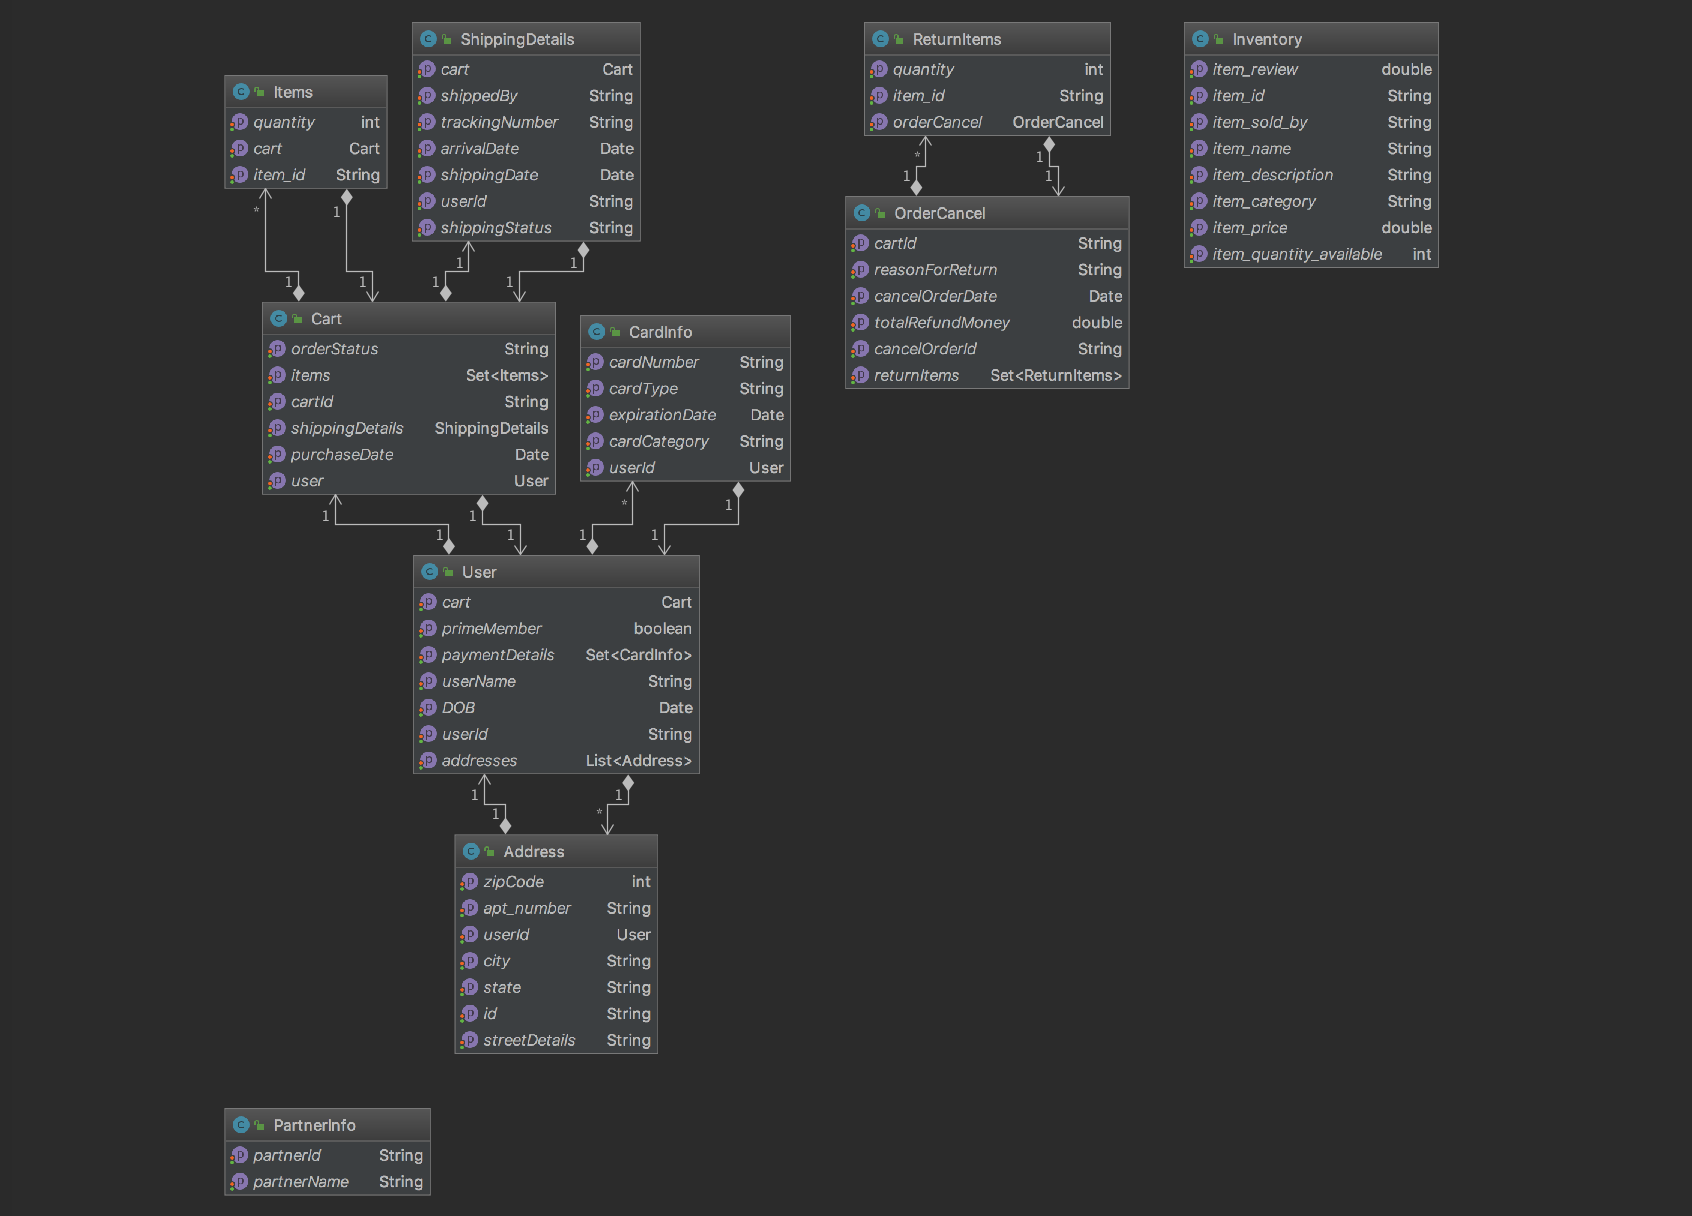 ShippingDetails
cart Cart
shippedBy String
trackingNumber String
arrivalDate Date
shippingDate Date
userId String
shippingStatus String
ReturnItems
quantity int
item_id String
orderCancel OrderCancel
Inventory
item_review double
item_id String
item_sold_by String
item_name String
item_description String
item_category String
item_price double
item_quantity_available int
Items
quantity int
cart Cart
item_id String
* 1
1 1
1 1
1 1
* 1
1 1
OrderCancel
cartId String
reasonForReturn String
cancelOrderDate Date
totalRefundMoney double
cancelOrderId String
returnItems Set<ReturnItems>
Cart
orderStatus String
items Set<Items>
cartId String
shippingDetails ShippingDetails
purchaseDate Date
user User
CardInfo
cardNumber String
cardType String
expirationDate Date
cardCategory String
userId User
1 1
1 1
* 1
1 1
User
cart Cart
primeMember boolean
paymentDetails Set<CardInfo>
userName String
DOB Date
userId String
addresses List<Address>
1 1
* 1
Address
zipCode int
apt_number String
userId User
city String
state String
id String
streetDetails String
PartnerInfo
partnerId String
partnerName String